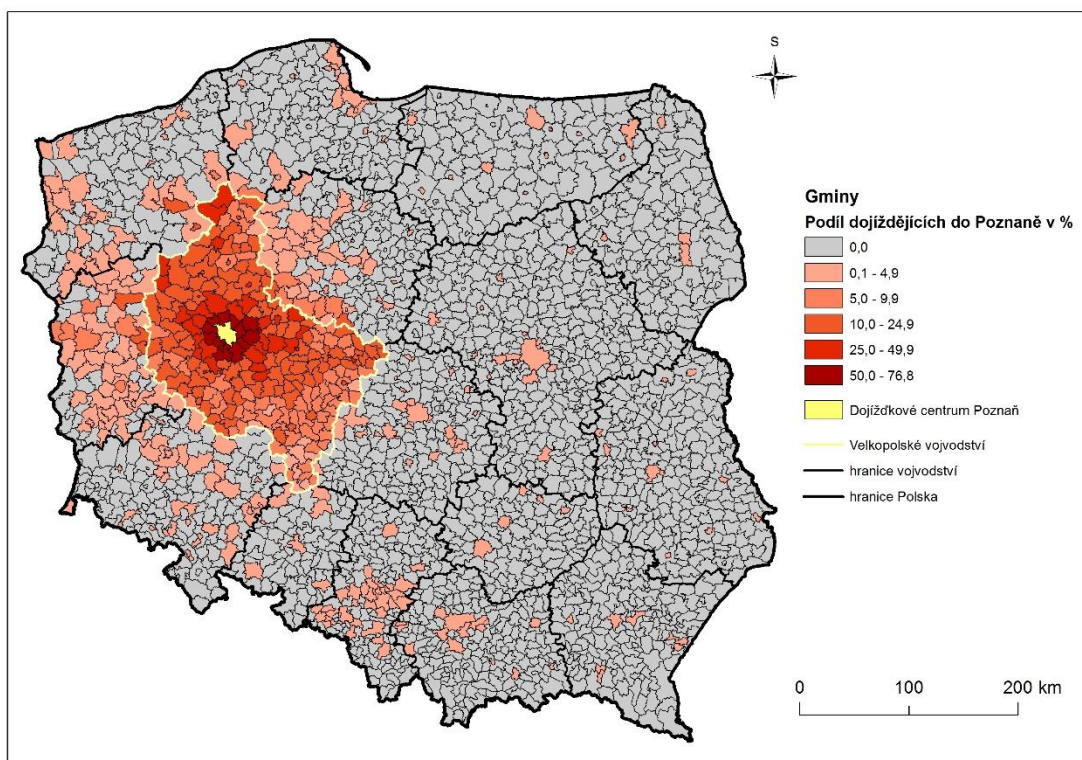 S
Gminy
Podíl dojíždějících do Poznaně v %
0,0
0,1 - 4,9
5,0 - 9,9
10,0 - 24,9
25,0 - 49,9
50,0 - 76,8
Dojížďkové centrum Poznaň
Velkopolské vojvodství
hranice vojvodství
hranice Polska
0 100 200 km